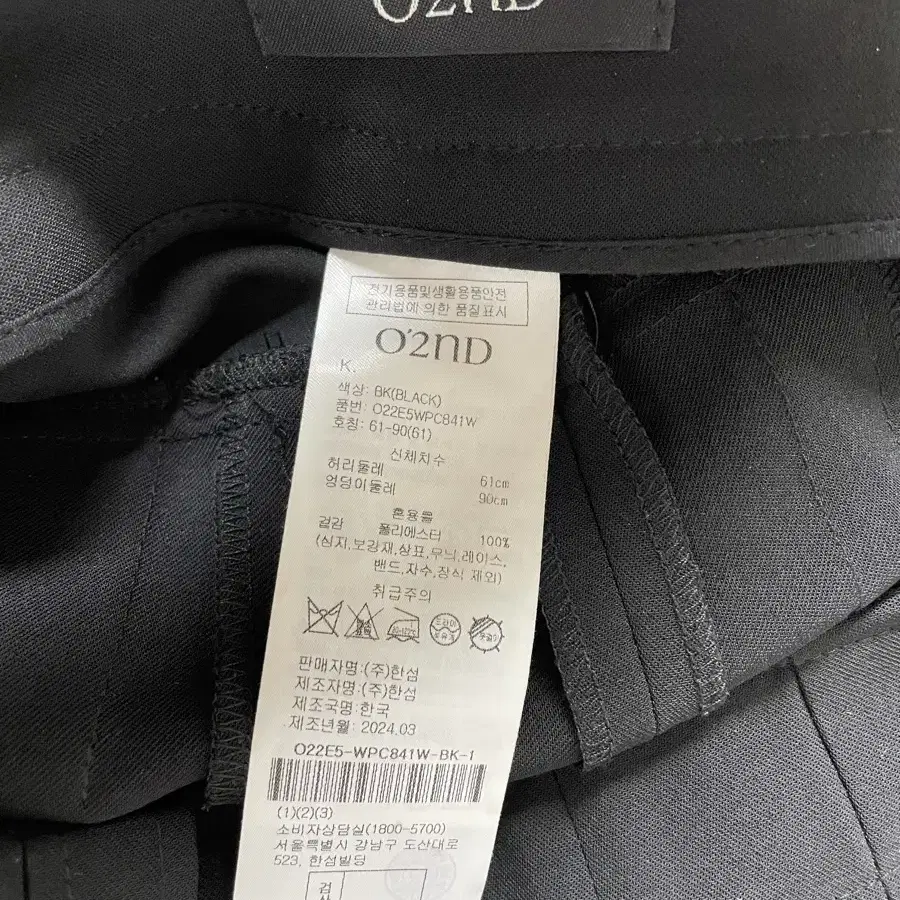 O'2ND
전기용품및생활용품안전
관리법에 의한 품질표시
O'2ND
K.
색상: BK(BLACK)
품번: O22E5WPC841W
호칭: 61-90(61)
신체치수
허리둘레 61cm
엉덩이둘레 90cm
혼용률
겉감 폴리에스터 100%
(심지,보강재,상표,무늬,레이스,
밴드,자수,장식 제외)
취급주의
드라이
판매자명:(주)한섬
제조자명:(주)한섬
제조국명:한국
제조년월: 2024.03
O22E5-WPC841W-BK-1
(1)(2)(3)
소비자상담실(1800-5700)
서울특별시 강남구 도산대로
523, 한섬빌딩
검